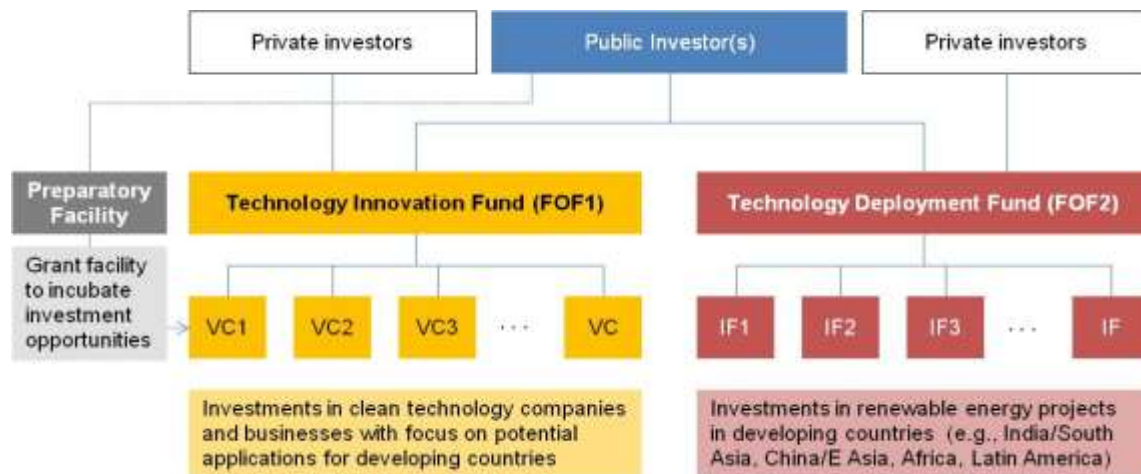 Private investors
Public Investor(s)
Private investors
Preparatory
Facility
Technology Innovation Fund (FOF1)
Technology Deployment Fund (FOF2)
Grant facility
to incubate
investment
opportunities
VC1
VC2
VC3
...
VC
IF1
IF2
IF3
...
IF
Investments in clean technology companies
and businesses with focus on potential
applications for developing countries
Investments in renewable energy projects
in developing countries (e.g., India/South
Asia, China/E Asia, Africa, Latin America)